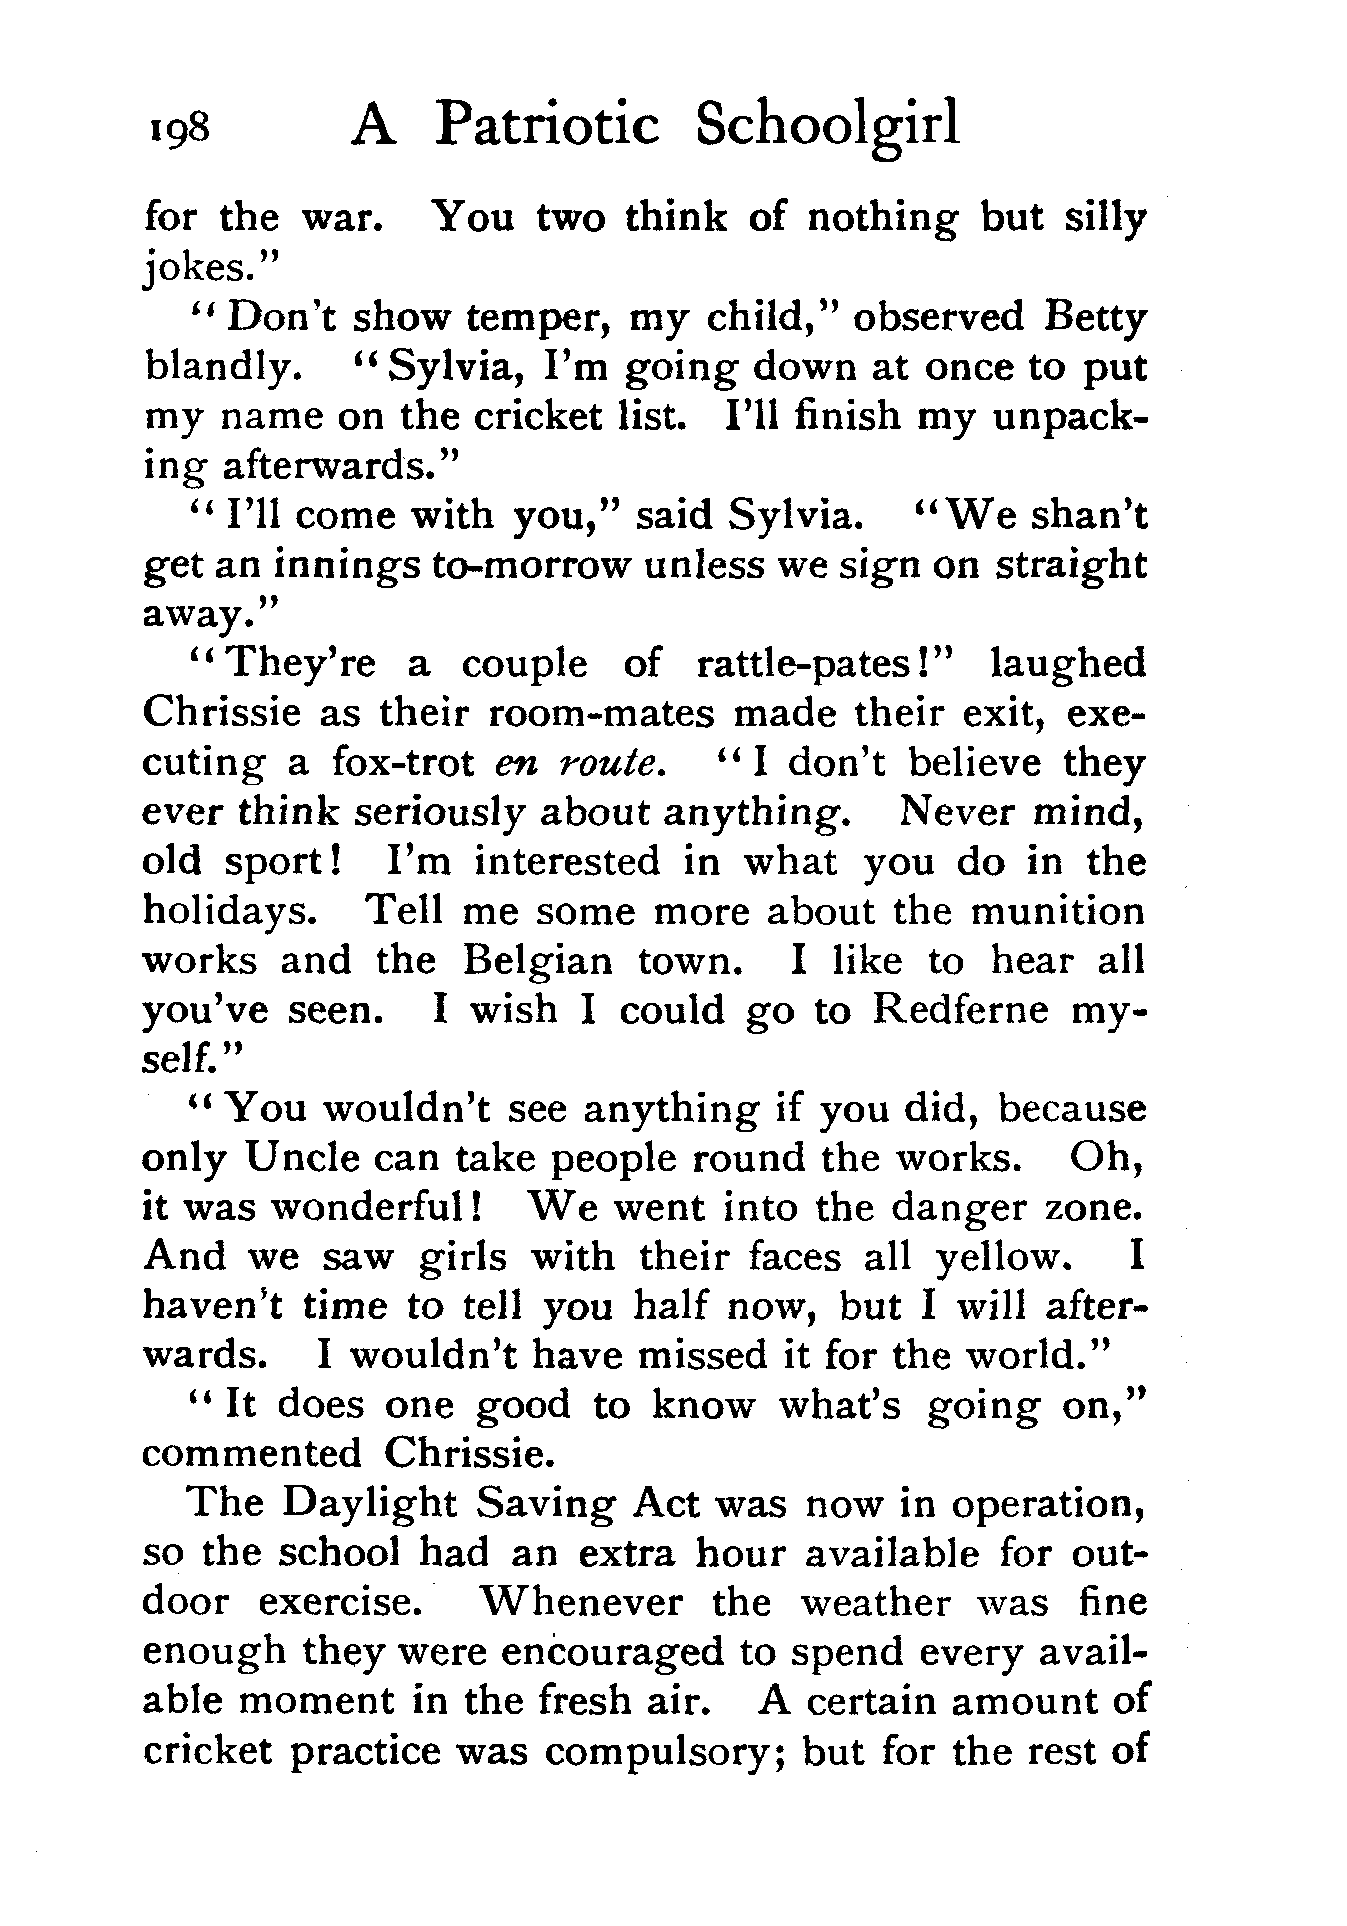 198 A Patriotic Schoolgirl
for the war. You two think of nothing but silly
jokes."
"Don't show temper, my child," observed Betty
blandly. "Sylvia, I'm going down at once to put
my name on the cricket list. I'll finish my unpack-
ing afterwards."
"I'll come with you," said Sylvia. "We shan't
get an innings to-morrow unless we sign on straight
away."
"They're a couple of rattle-pates!" laughed
Chrissie as their room-mates made their exit, exe-
cuting a fox-trot en route. "I don't believe they
ever think seriously about anything. Never mind,
old sport! I'm interested in what you do in the
holidays. Tell me some more about the munition
works and the Belgian town. I like to hear all
you've seen. I wish I could go to Redferne my-
self."
"You wouldn't see anything if you did, because
only Uncle can take people round the works. Oh,
it was wonderful! We went into the danger zone.
And we saw girls with their faces all yellow. I
haven't time to tell you half now, but I will after-
wards. I wouldn't have missed it for the world."
"It does one good to know what's going on,"
commented Chrissie.
The Daylight Saving Act was now in operation,
so the school had an extra hour available for out-
door exercise. Whenever the weather was fine
enough they were encouraged to spend every avail-
able moment in the fresh air. A certain amount of
cricket practice was compulsory; but for the rest of